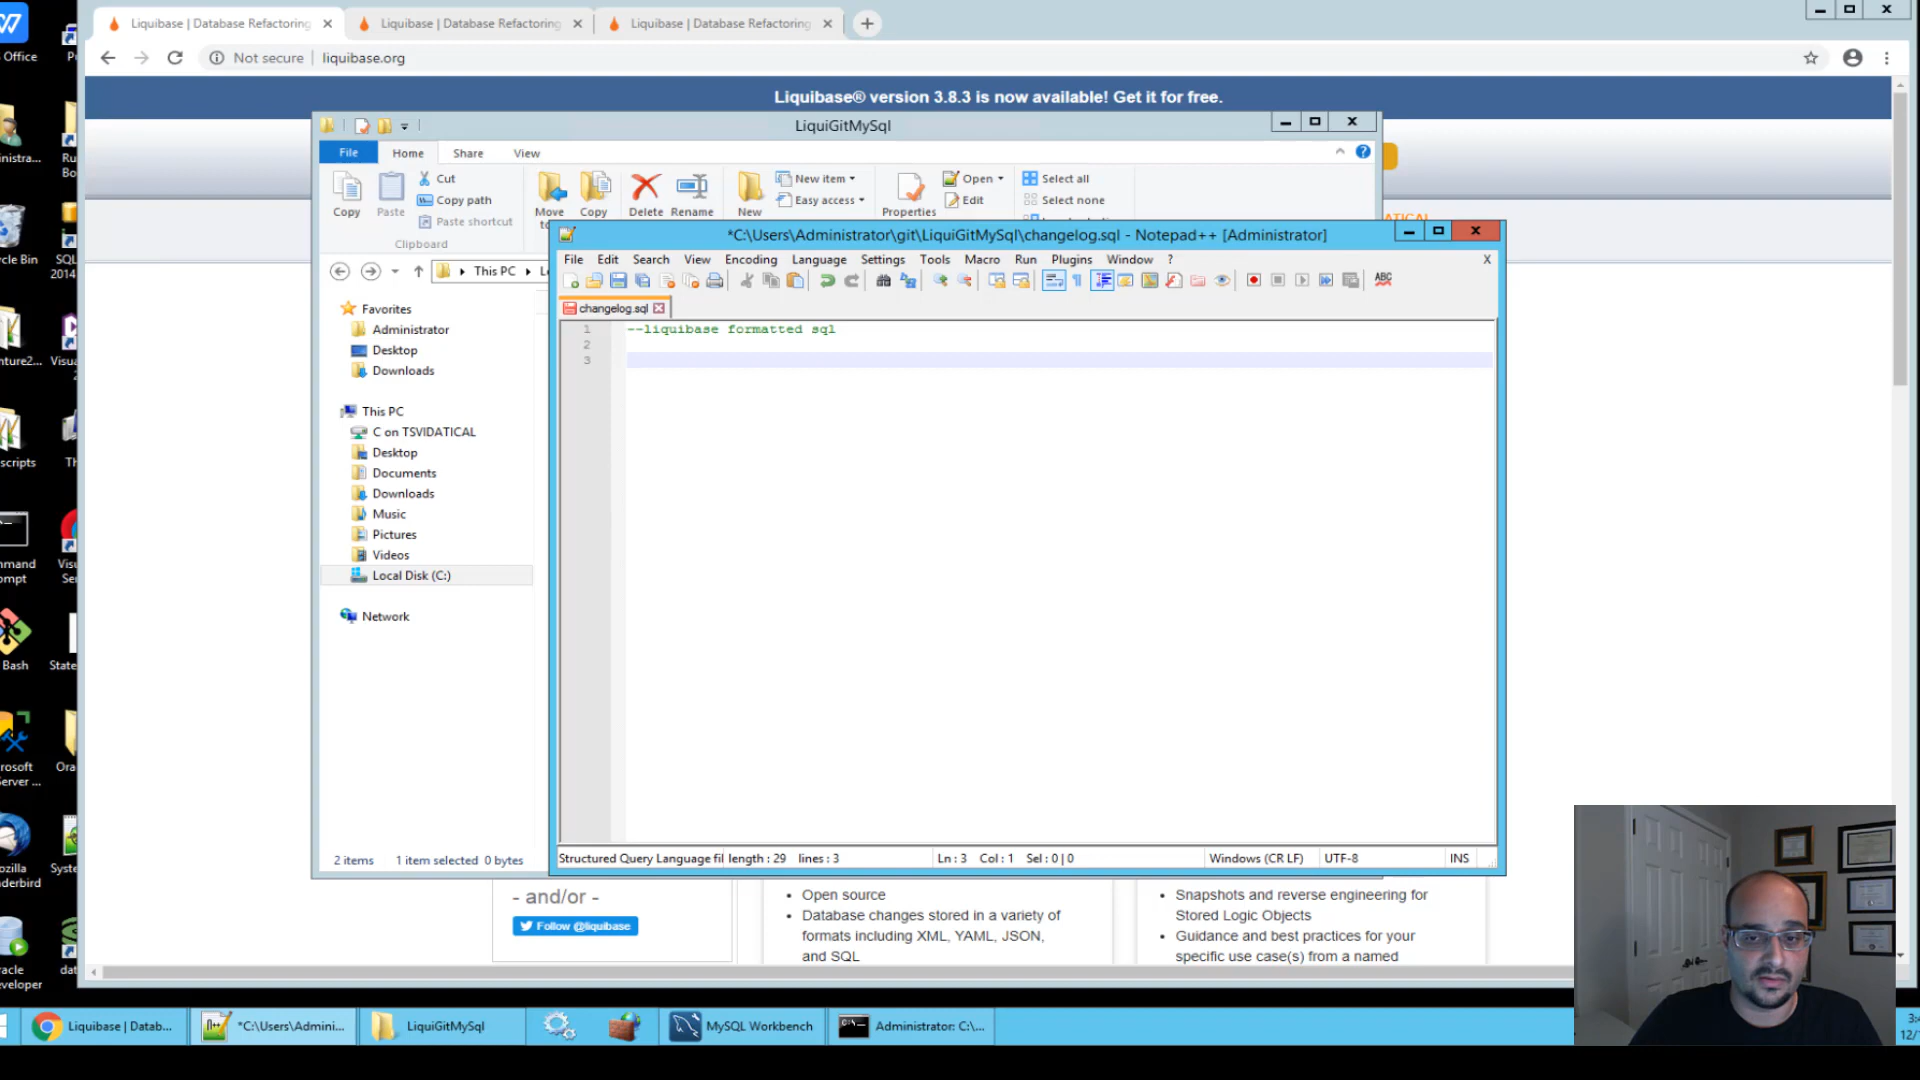 Liquibase | Database Refactoring
Liquibase | Database Refactoring
Liquibase | Database Refactoring
Not secure | liquibase.org
Liquibase® version 3.8.3 is now available! Get it for free.
LiquiGitMySql
File Home Share View
Copy
Paste
Cut
Copy path
Paste shortcut
Clipboard
Move
Copy
Delete
Rename
New
New item
Easy access
Properties
Open
Edit
Select all
Select none
This PC
*C:\Users\Administrator\git\LiquiGitMySql\changelog.sql - Notepad++ [Administrator]
File Edit Search View Encoding Language Settings Tools Macro Run Plugins Window ? X
changelog.sql
1 --liquibase formatted sql
2
3
Favorites
Administrator
Desktop
Downloads
This PC
C on TSVIDATICAL
Desktop
Documents
Downloads
Music
Pictures
Videos
Local Disk (C:)
Network
2 items 1 item selected 0 bytes
length : 29 lines : 3 Ln : 3 Col : 1 Sel : 0 | 0 Windows (CR LF) UTF-8 INS
- and/or -
Follow @liquibase
Open source
Database changes stored in a variety of
formats including XML, YAML, JSON,
and SQL
Snapshots and reverse engineering for
Stored Logic Objects
Guidance and best practices for your
specific use case(s) from a named
Office
SQL
2014
Bash
Liquibase | Datab...
*C:\Users\Admini...
LiquiGitMySql
MySQL Workbench
Administrator: C:\...